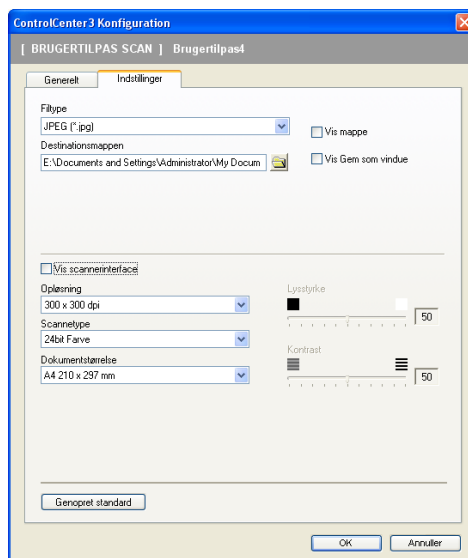 ControlCenter3 Konfiguration
[ BRUGERTILPAS SCAN ] Brugertilpas4
Generelt
Indstillinger
Filtype
JPEG (*.jpg)
Vis mappe
Destinationsmappen
E:\Documents and Settings\Administrator\My Docum
Vis Gem som vindue
Vis scannerinterface
Opløsning
300 x 300 dpi
Lysstyrke
50
Scannetype
24bit Farve
Kontrast
50
Dokumentstørrelse
A4 210 x 297 mm
Genopret standard
OK
Annuller